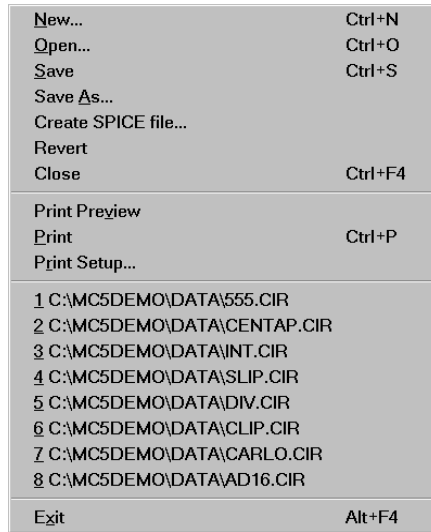 New... Ctrl+N
Open... Ctrl+O
Save Ctrl+S
Save As...
Create SPICE file...
Revert
Close Ctrl+F4
Print Preview
Print Ctrl+P
Print Setup...
1 C:\MC5DEMO\DATA\555.CIR
2 C:\MC5DEMO\DATA\CENTAP.CIR
3 C:\MC5DEMO\DATA\INT.CIR
4 C:\MC5DEMO\DATA\SLIP.CIR
5 C:\MC5DEMO\DATA\DIV.CIR
6 C:\MC5DEMO\DATA\CLIP.CIR
7 C:\MC5DEMO\DATA\CARLO.CIR
8 C:\MC5DEMO\DATA\AD16.CIR
Exit Alt+F4